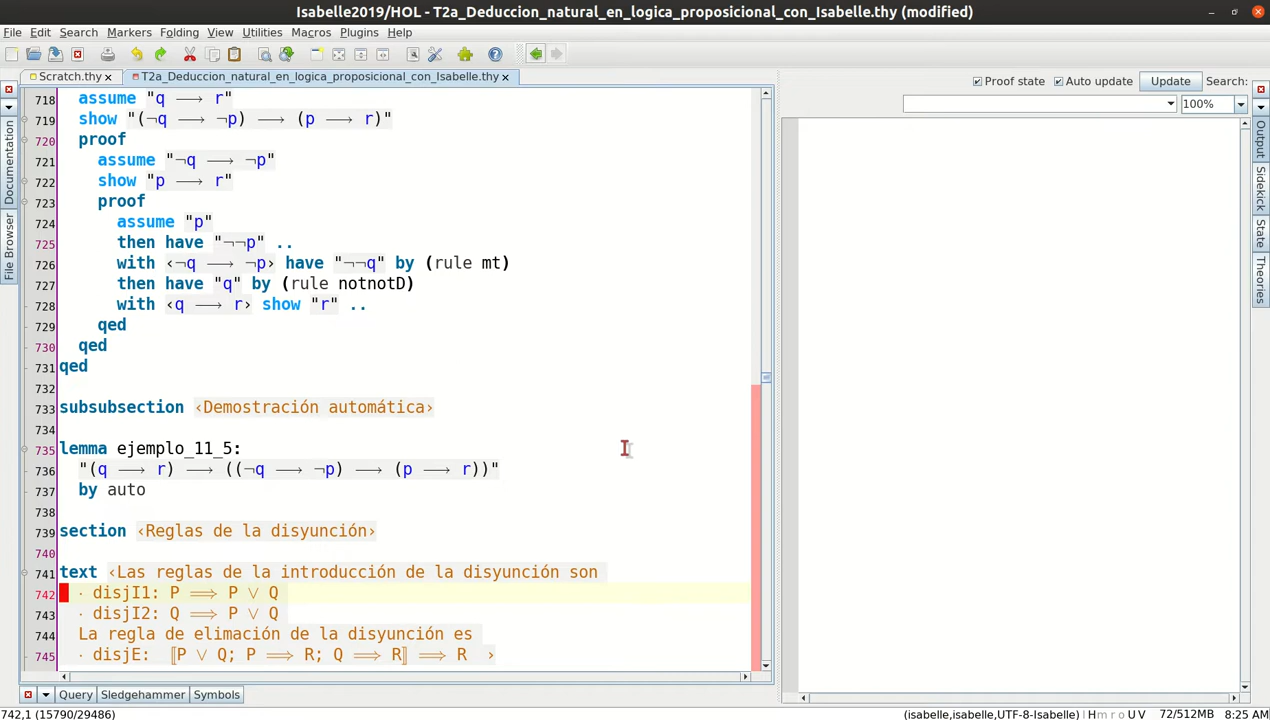 Isabelle2019/HOL - T2a_Deduccion_natural_en_logica_proposicional_con_Isabelle.thy (modified)
File Edit Search Markers Folding View Utilities Macros Plugins Help
Scratch.thy T2a_Deduccion_natural_en_logica_proposicional_con_Isabelle.thy
Proof state Auto update Update Search:
100%
Documentation
File Browser
Output
Sidekick
State
Theories
718 assume "q ⟶ r"
719 show "(¬q ⟶ ¬p) ⟶ (p ⟶ r)"
720 proof
721 assume "¬q ⟶ ¬p"
722 show "p ⟶ r"
723 proof
724 assume "p"
725 then have "¬¬p" ..
726 with ‹¬q ⟶ ¬p› have "¬¬q" by (rule mt)
727 then have "q" by (rule notnotD)
728 with ‹q ⟶ r› show "r" ..
729 qed
730 qed
731 qed
732
733 subsubsection ‹Demostración automática›
734
735 lemma ejemplo_11_5:
736 "(q ⟶ r) ⟶ ((¬q ⟶ ¬p) ⟶ (p ⟶ r))"
737 by auto
738
739 section ‹Reglas de la disyunción›
740
741 text ‹Las reglas de la introducción de la disyunción son
742 · disjI1: P ⟹ P ∨ Q
743 · disjI2: Q ⟹ P ∨ Q
744 La regla de elimación de la disyunción es
745 · disjE: ⟦P ∨ Q; P ⟹ R; Q ⟹ R⟧ ⟹ R ›
Query Sledgehammer Symbols
742,1 (15790/29486) (isabelle,isabelle,UTF-8-Isabelle) | H m r o U V 72/512MB 8:25 AM